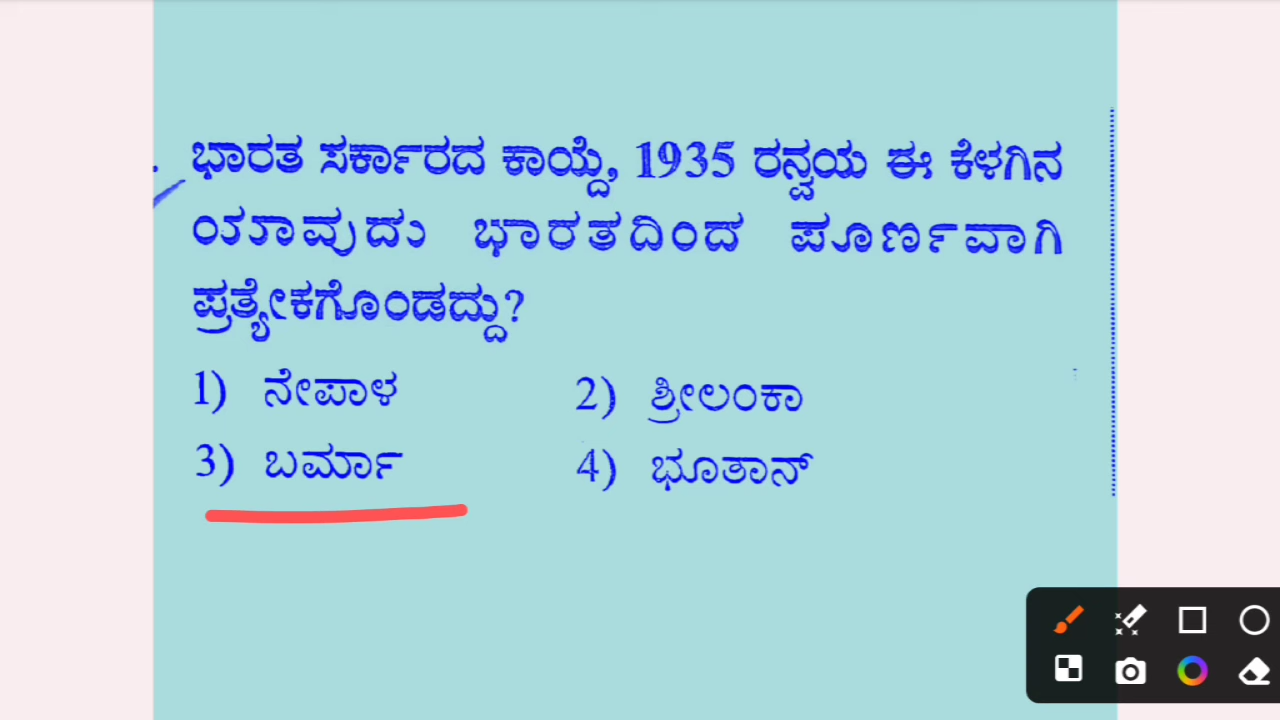 ಭಾರತ ಸರ್ಕಾರದ ಕಾಯ್ದೆ, 1935 ರನ್ವಯ ಈ ಕೆಳಗಿನ
ಯಾವುದು ಭಾರತದಿಂದ ಪೂರ್ಣವಾಗಿ
ಪ್ರತ್ಯೇಕಗೊಂಡದ್ದು?
1) ನೇಪಾಳ 2) ಶ್ರೀಲಂಕಾ
3) ಬರ್ಮಾ 4) ಭೂತಾನ್